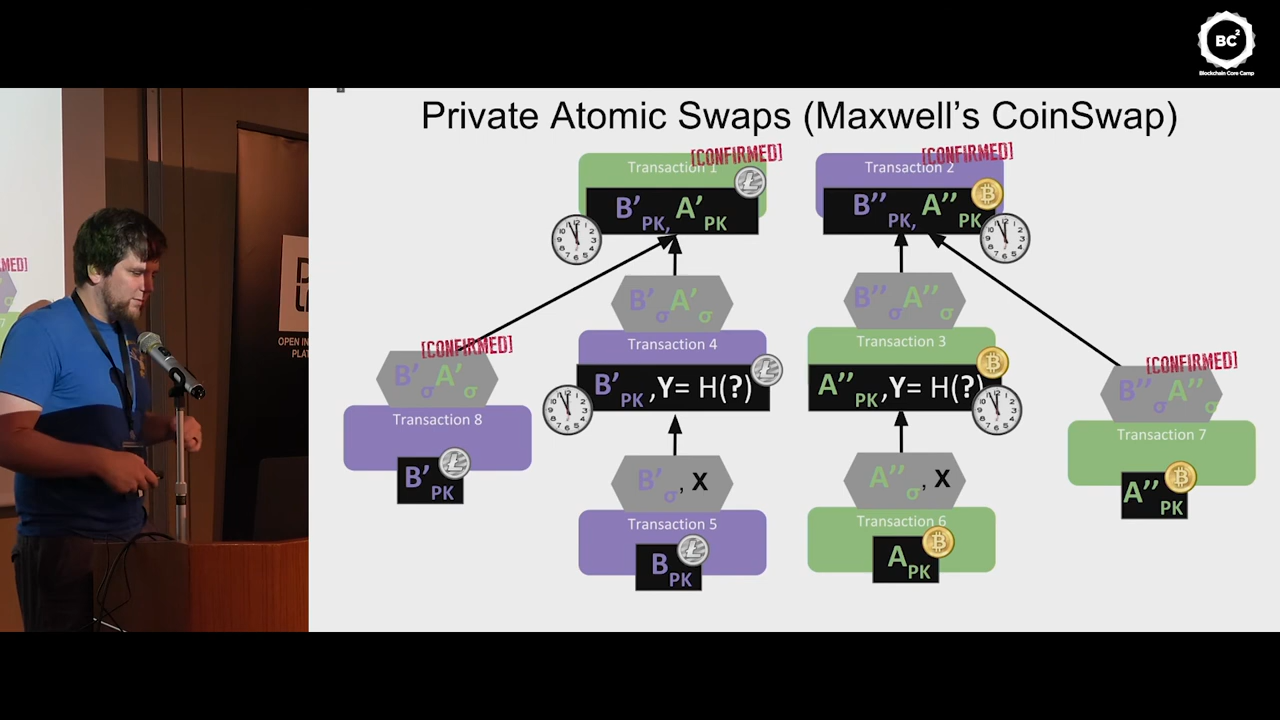 BC²
Blockchain Core Camp
Private Atomic Swaps (Maxwell's CoinSwap)
[CONFIRMED]
Transaction 1
B'PK, A'PK
[CONFIRMED]
Transaction 2
B''PK, A''PK
B'σ A'σ
B''σ A''σ
[CONFIRMED]
B'σ A'σ
Transaction 8
B'PK
Transaction 4
B'PK, Y= H(?)
Transaction 3
A''PK, Y= H(?)
[CONFIRMED]
B''σ A''σ
Transaction 7
A''PK
B'σ, X
A''σ, X
Transaction 5
BPK
Transaction 6
APK
MED]
σ
7
OPEN IN
PLAT